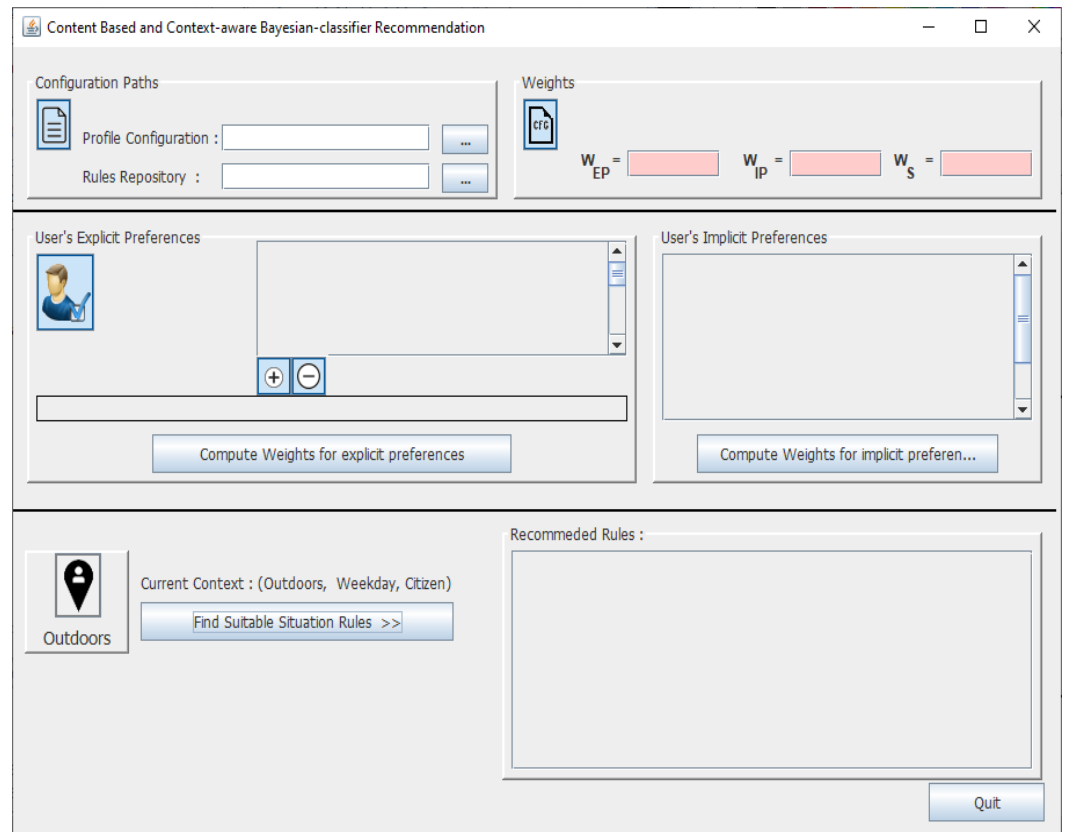 Content Based and Context-aware Bayesian-classifier Recommendation
Configuration Paths
Profile Configuration :
...
Rules Repository :
...
Weights
CFG
W EP =
W IP =
W S =
User's Explicit Preferences
Compute Weights for explicit preferences
User's Implicit Preferences
Compute Weights for implicit preferen...
Outdoors
Current Context : (Outdoors, Weekday, Citizen)
Find Suitable Situation Rules >>
Recommeded Rules :
Quit